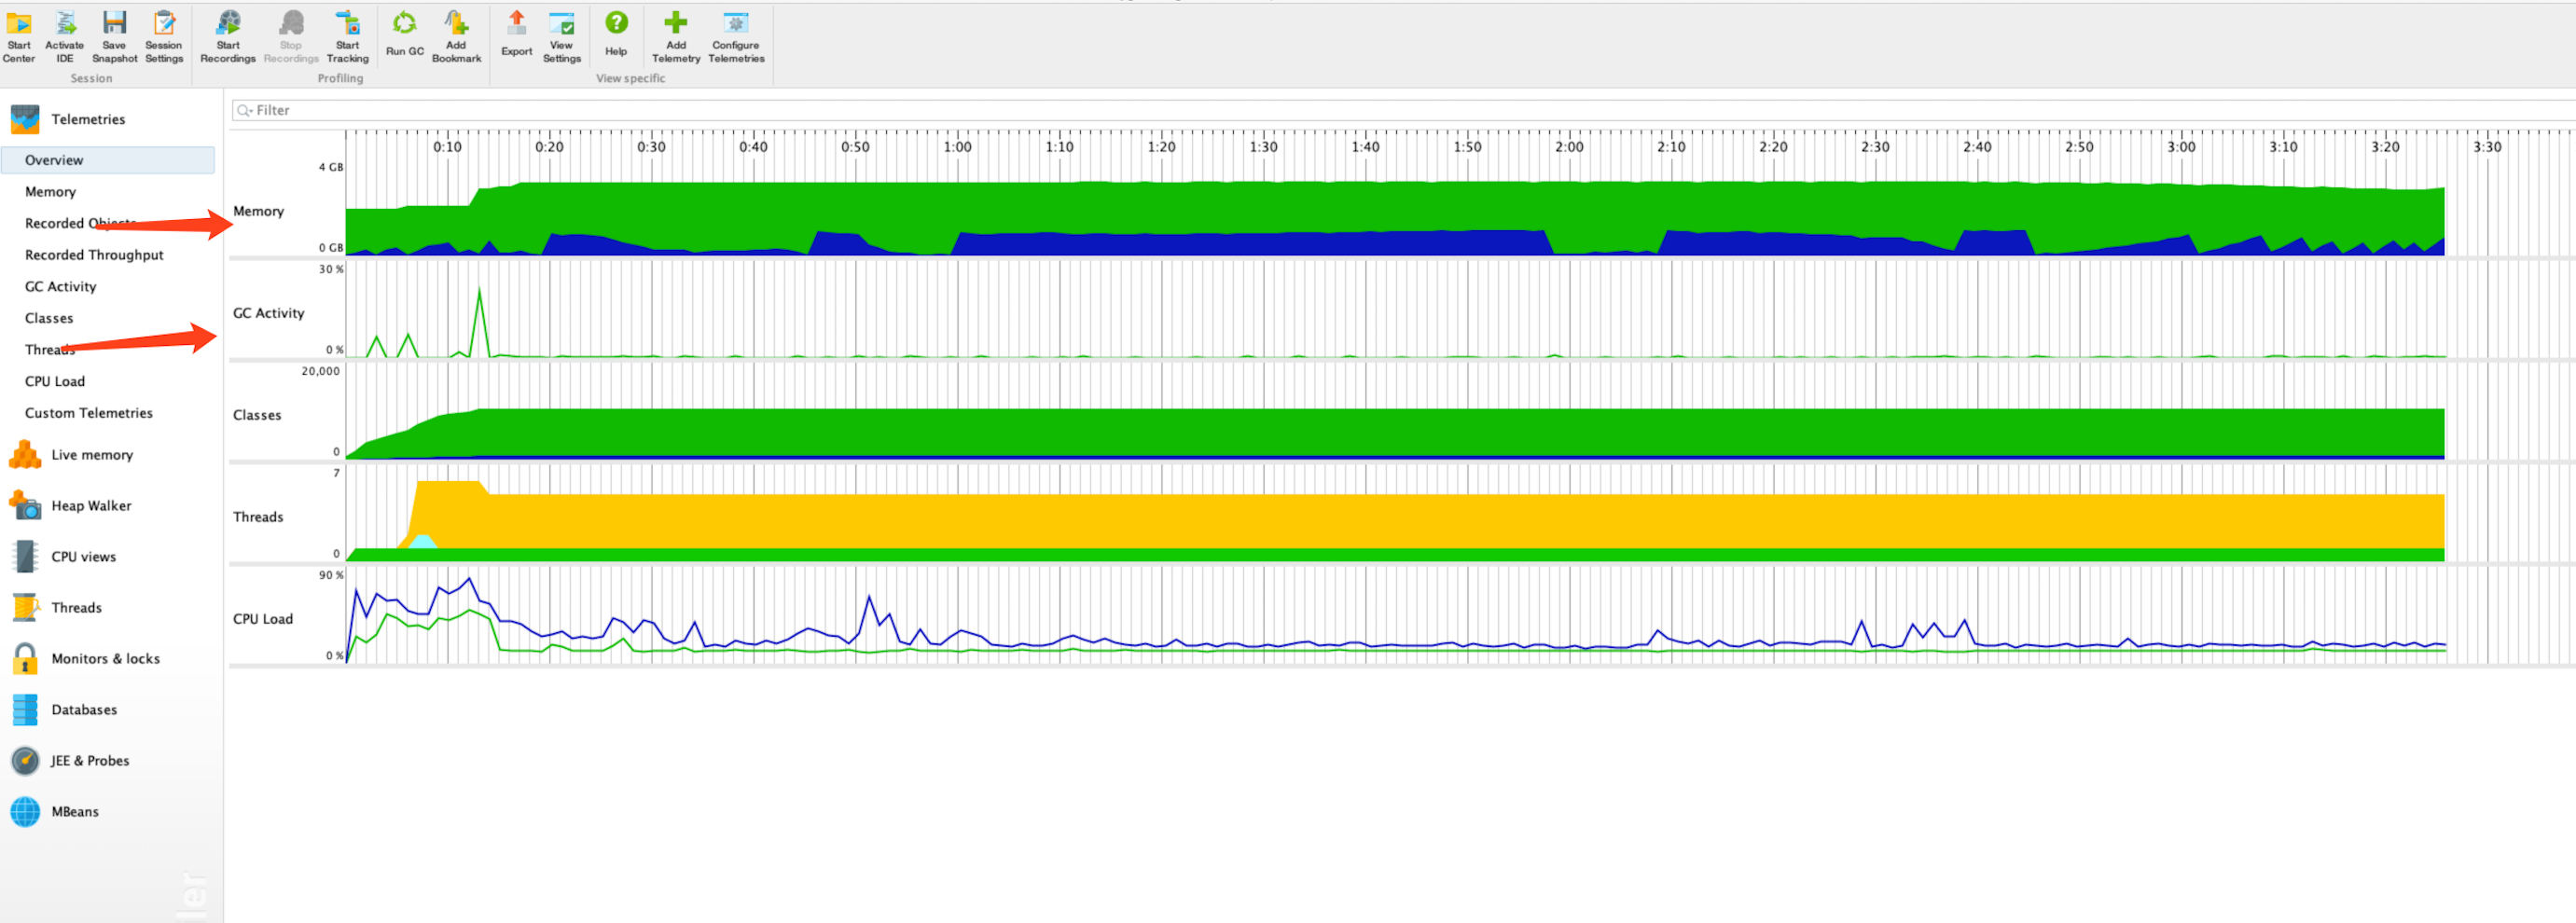 Start Center
Activate IDE
Save Snapshot
Session Settings
Start Recordings
Stop Recordings
Start Tracking
Run GC
Add Bookmark
Export
View Settings
Help
Add Telemetry
Configure Telemetries
Session
Profiling
View specific
Telemetries
Overview
Memory
Recorded Objects
Recorded Throughput
GC Activity
Classes
Threads
CPU Load
Custom Telemetries
Live memory
Heap Walker
CPU views
Threads
Monitors & locks
Databases
JEE & Probes
MBeans
Filter
0:10 0:20 0:30 0:40 0:50 1:00 1:10 1:20 1:30 1:40 1:50 2:00 2:10 2:20 2:30 2:40 2:50 3:00 3:10 3:20 3:30
4 GB
Memory
0 GB
30 %
GC Activity
0 %
20,000
Classes
0
7
Threads
0
90 %
CPU Load
0 %
ller